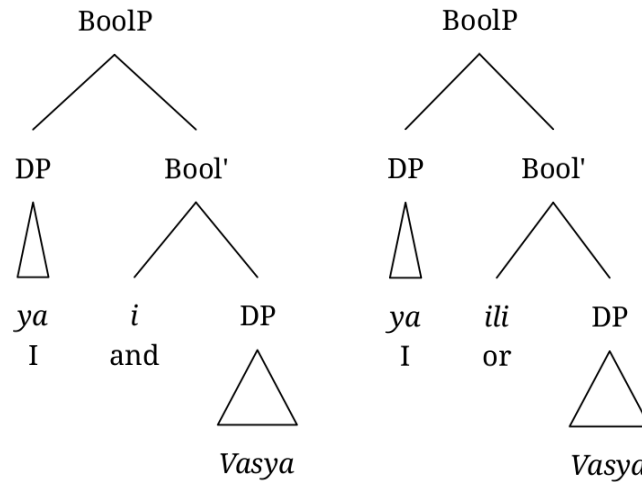 BoolP BoolP
DP Bool' DP Bool'
ya i DP ya ili DP
I and I or
Vasya Vasya